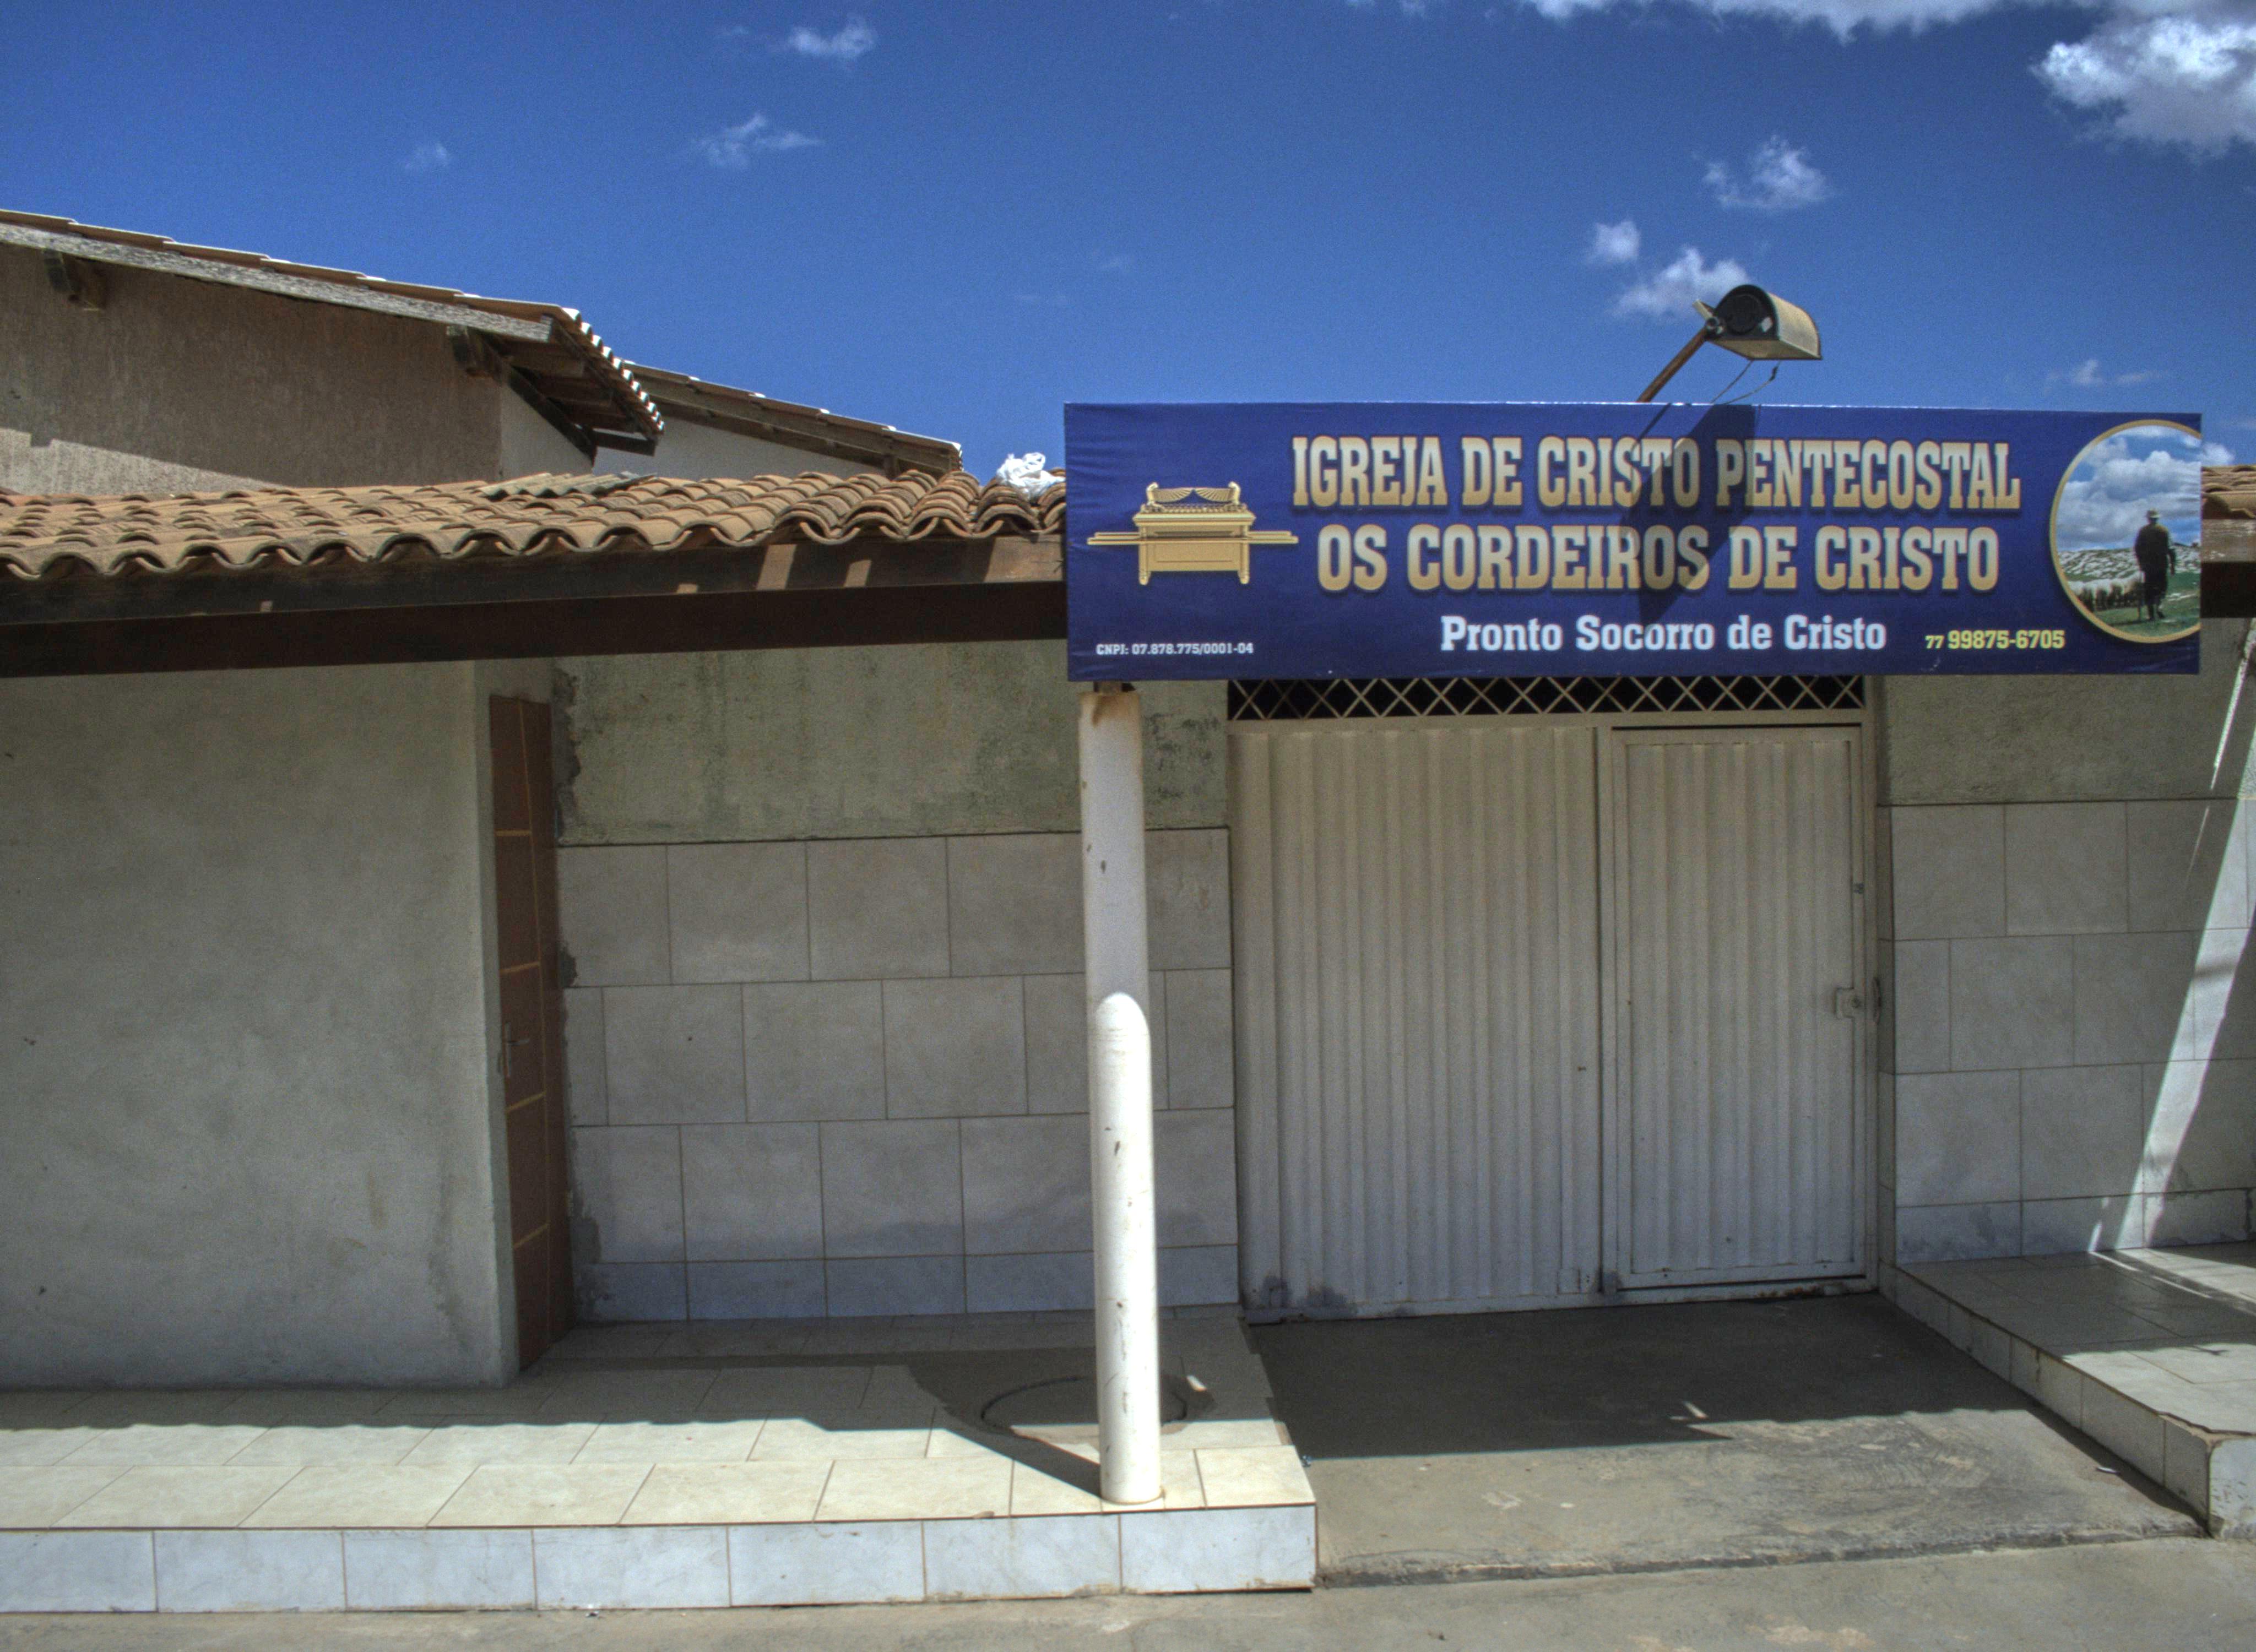 IGREJA DE CRISTO PENTECOSTAL
OS CORDEIROS DE CRISTO
Pronto Socorro de Cristo
CNPJ: 07.878.775/0001-04
77 99875-6705